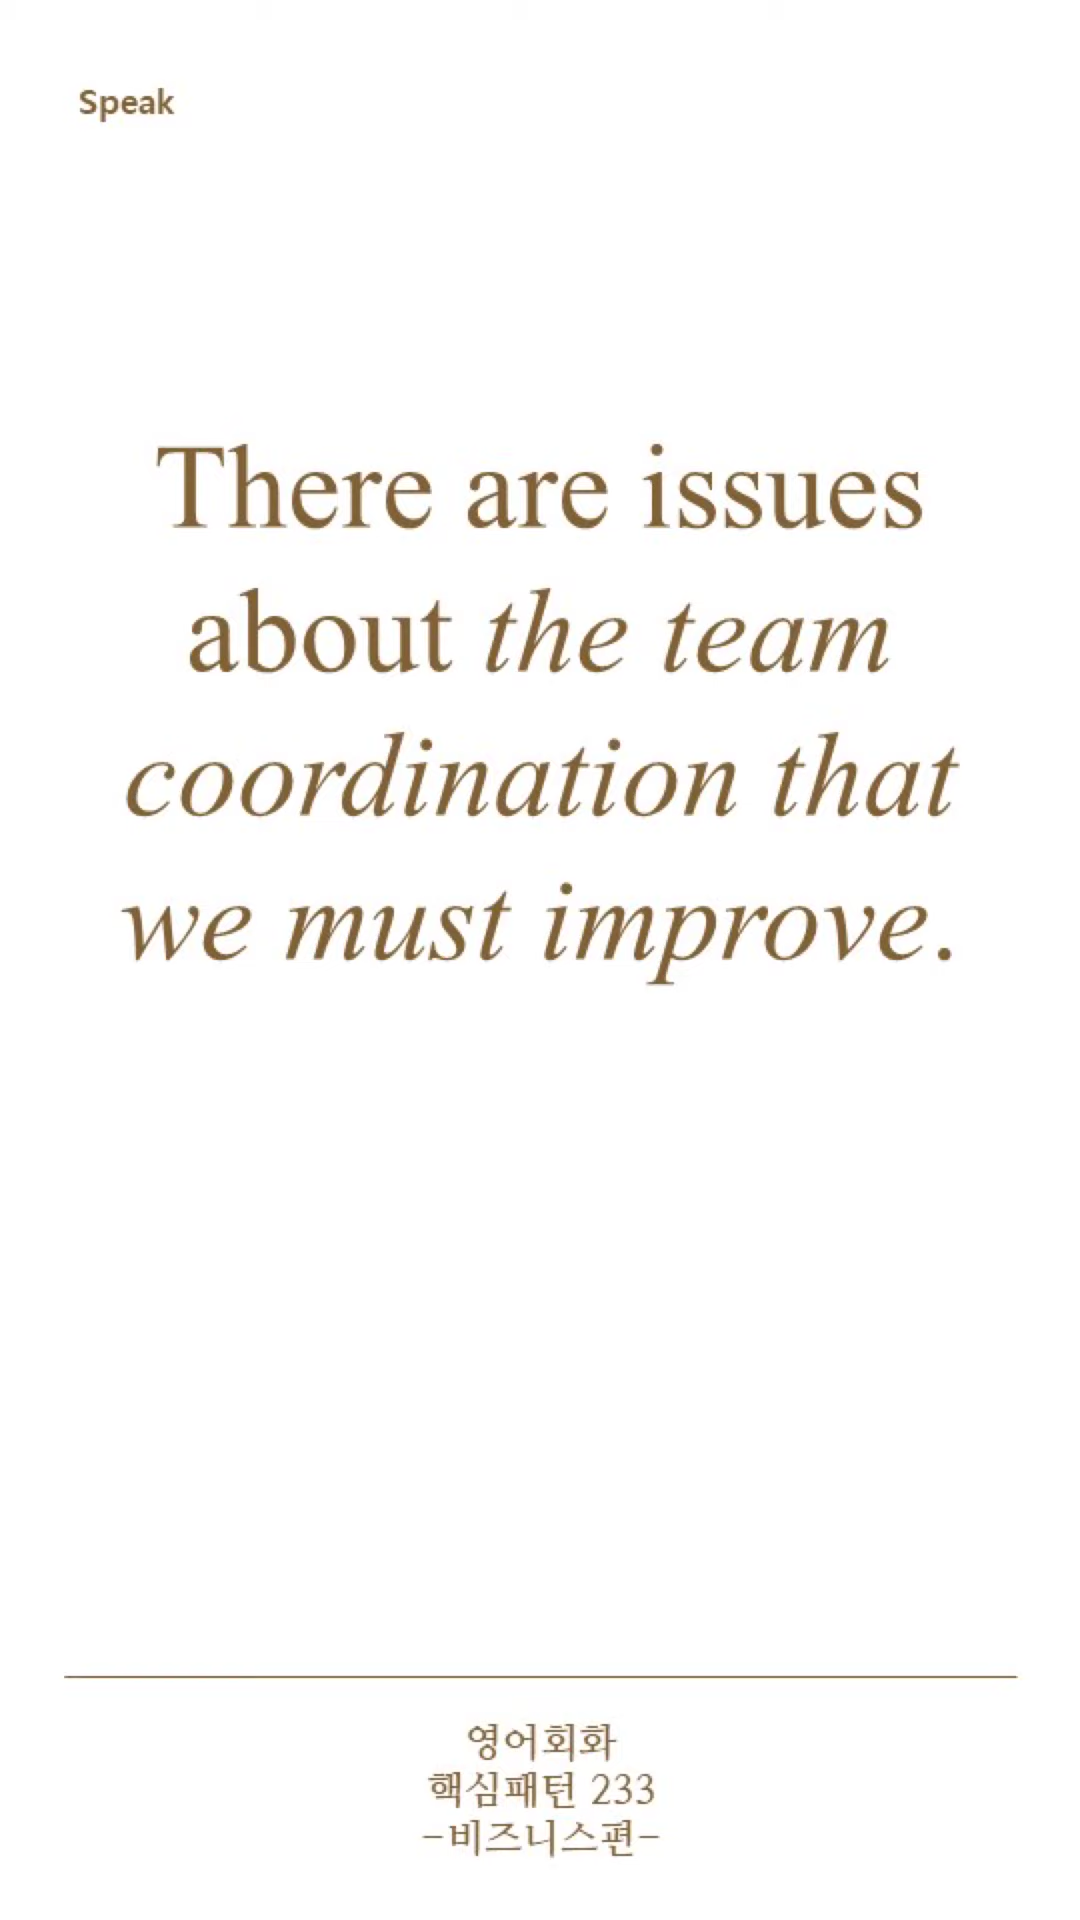 Speak
There are issues
about the team
coordination that
we must improve.
영어회화
핵심패턴 233
-비즈니스편-